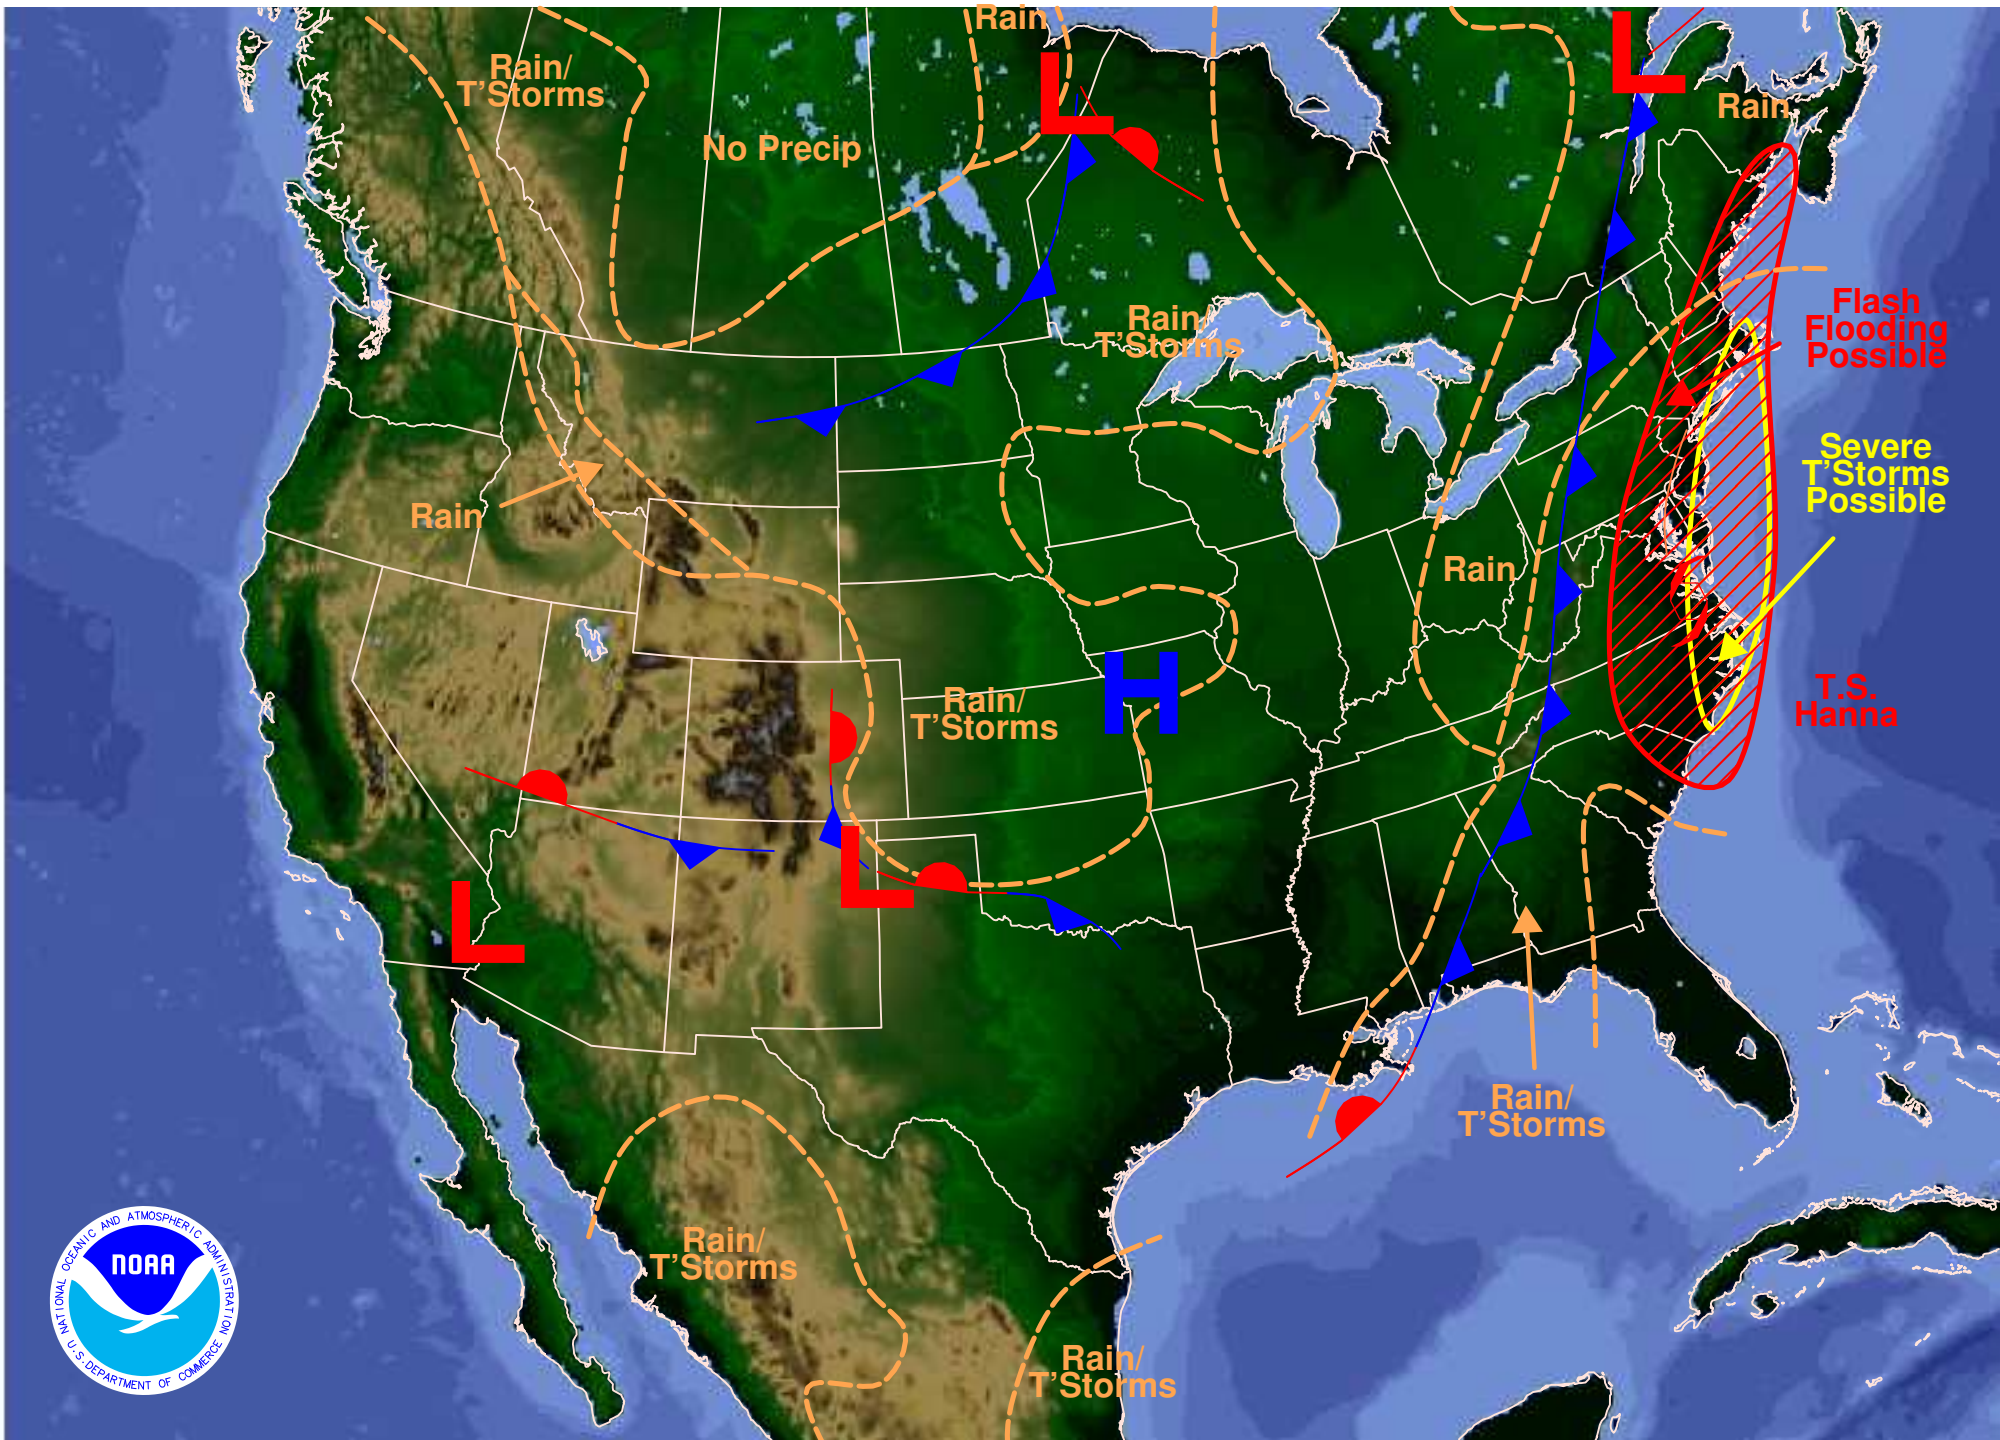 Rain
L
L
Rain/
T'Storms
Rain
No Precip
Flash
Flooding
Possible
Rain/
T'Storms
Severe
T'Storms
Possible
Rain
Rain
H
T.S.
Hanna
Rain/
T'Storms
L
L
Rain/
T'Storms
Rain/
T'Storms
Rain/
T'Storms
NATIONAL OCEANIC AND ATMOSPHERIC ADMINISTRATION
NOAA
U.S. DEPARTMENT OF COMMERCE